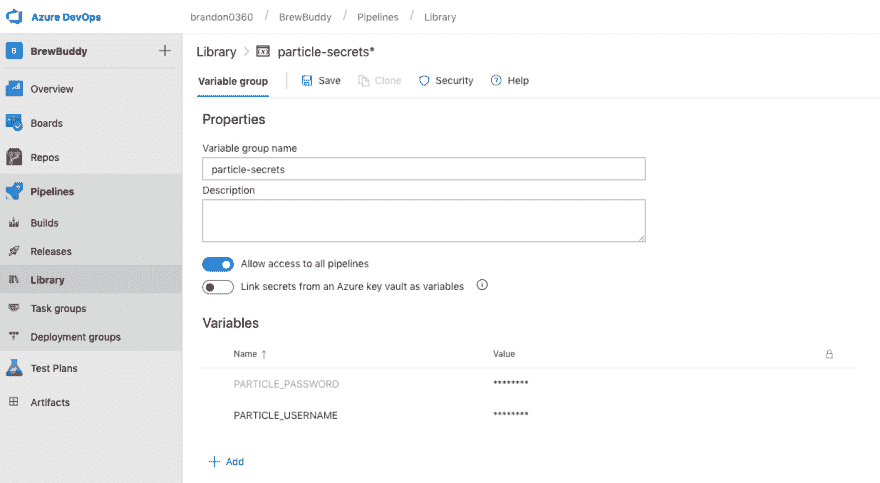 Azure DevOps
brandon0360 / BrewBuddy / Pipelines / Library
B BrewBuddy +
Overview
Boards
Repos
Pipelines
Builds
Releases
Library
Task groups
Deployment groups
Test Plans
Artifacts
Library > particle-secrets*
Variable group Save Clone Security Help
Properties
Variable group name
particle-secrets
Description
Allow access to all pipelines
Link secrets from an Azure key vault as variables
Variables
Name ↑ Value
PARTICLE_PASSWORD ********
PARTICLE_USERNAME ********
+ Add